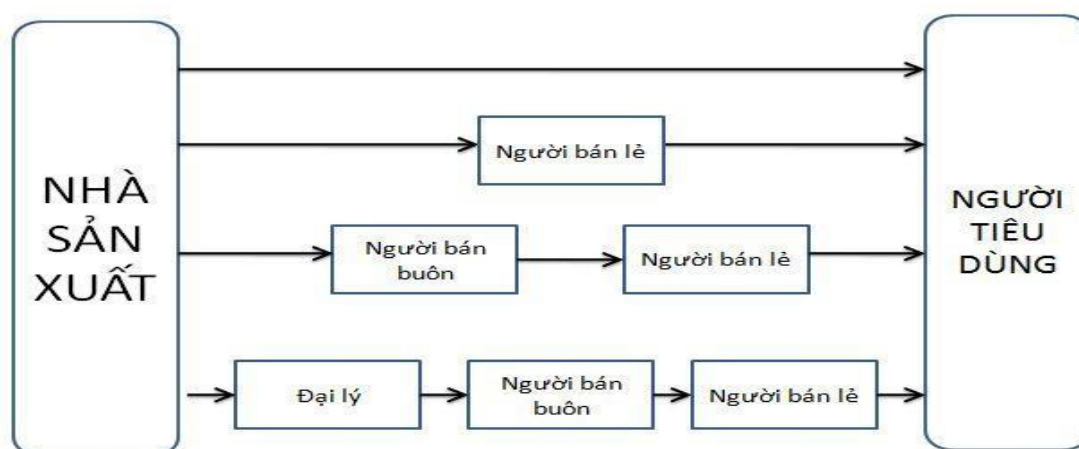 NHÀ
SẢN
XUẤT
Người bán lẻ
Người bán
buôn
Người bán lẻ
Đại lý
Người bán
buôn
Người bán lẻ
NGƯỜI
TIÊU
DÙNG